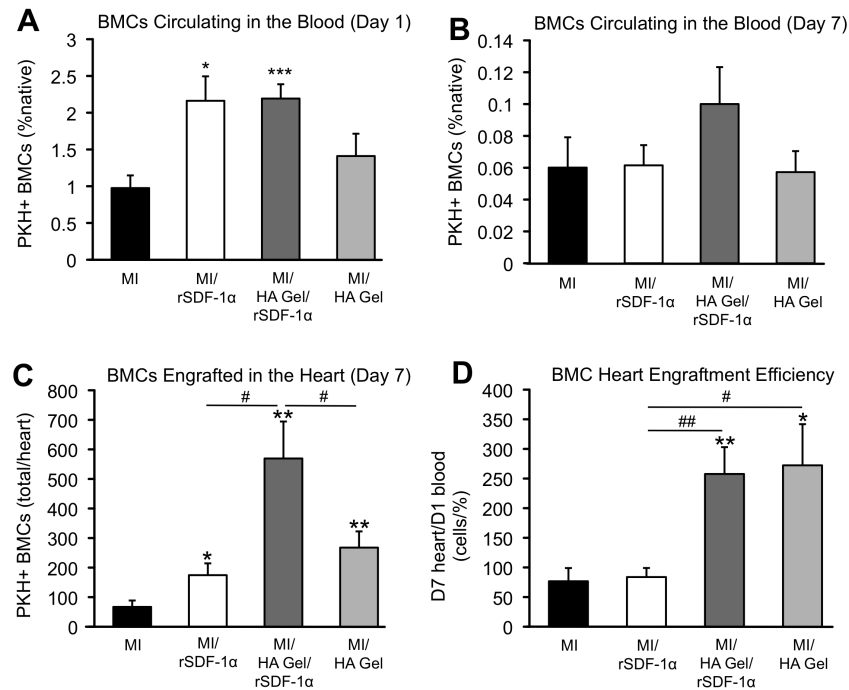 A
BMCs Circulating in the Blood (Day 1)
PKH+ BMCs (%native)
3
2.5
2
1.5
1
0.5
0
*
***
MI
MI/
rSDF-1α
MI/
HA Gel/
rSDF-1α
MI/
HA Gel
B
BMCs Circulating in the Blood (Day 7)
PKH+ BMCs (%native)
0.14
0.12
0.1
0.08
0.06
0.04
0.02
0
MI
MI/
rSDF-1α
MI/
HA Gel/
rSDF-1α
MI/
HA Gel
C
BMCs Engrafted in the Heart (Day 7)
PKH+ BMCs (total/heart)
800
700
600
500
400
300
200
100
0
#
#
*
**
**
MI
MI/
rSDF-1α
MI/
HA Gel/
rSDF-1α
MI/
HA Gel
D
BMC Heart Engraftment Efficiency
D7 heart/D1 blood
(cells/%)
400
350
300
250
200
150
100
50
0
#
##
**
*
MI
MI/
rSDF-1α
MI/
HA Gel/
rSDF-1α
MI/
HA Gel